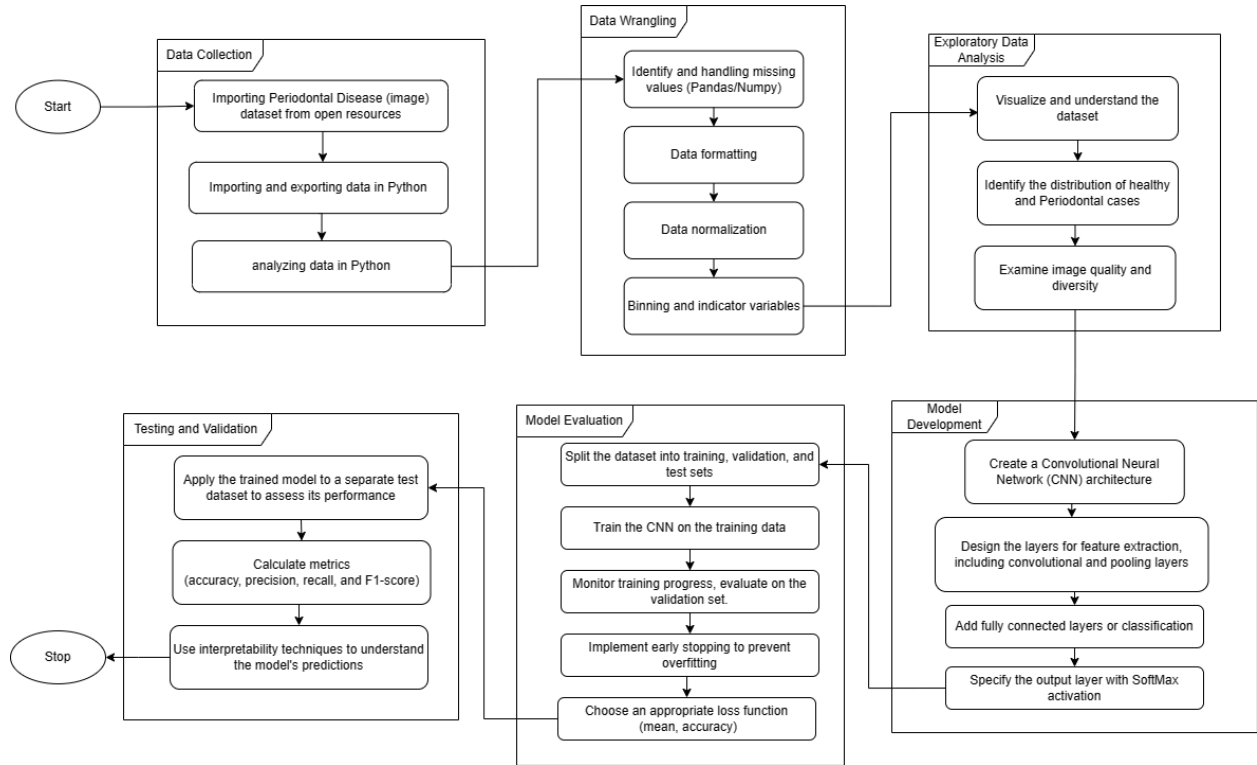 Start
Data Collection
Importing Periodontal Disease (image)
dataset from open resources
Importing and exporting data in Python
analyzing data in Python
Data Wrangling
Identify and handling missing
values (Pandas/Numpy)
Data formatting
Data normalization
Binning and indicator variables
Exploratory Data
Analysis
Visualize and understand the
dataset
Identify the distribution of healthy
and Periodontal cases
Examine image quality and
diversity
Model
Development
Create a Convolutional Neural
Network (CNN) architecture
Design the layers for feature extraction,
including convolutional and pooling layers
Add fully connected layers or classification
Specify the output layer with SoftMax
activation
Model Evaluation
Split the dataset into training, validation, and
test sets
Train the CNN on the training data
Monitor training progress, evaluate on the
validation set.
Implement early stopping to prevent
overfitting
Choose an appropriate loss function
(mean, accuracy)
Testing and Validation
Apply the trained model to a separate test
dataset to assess its performance
Calculate metrics
(accuracy, precision, recall, and F1-score)
Use interpretability techniques to understand
the model's predictions
Stop